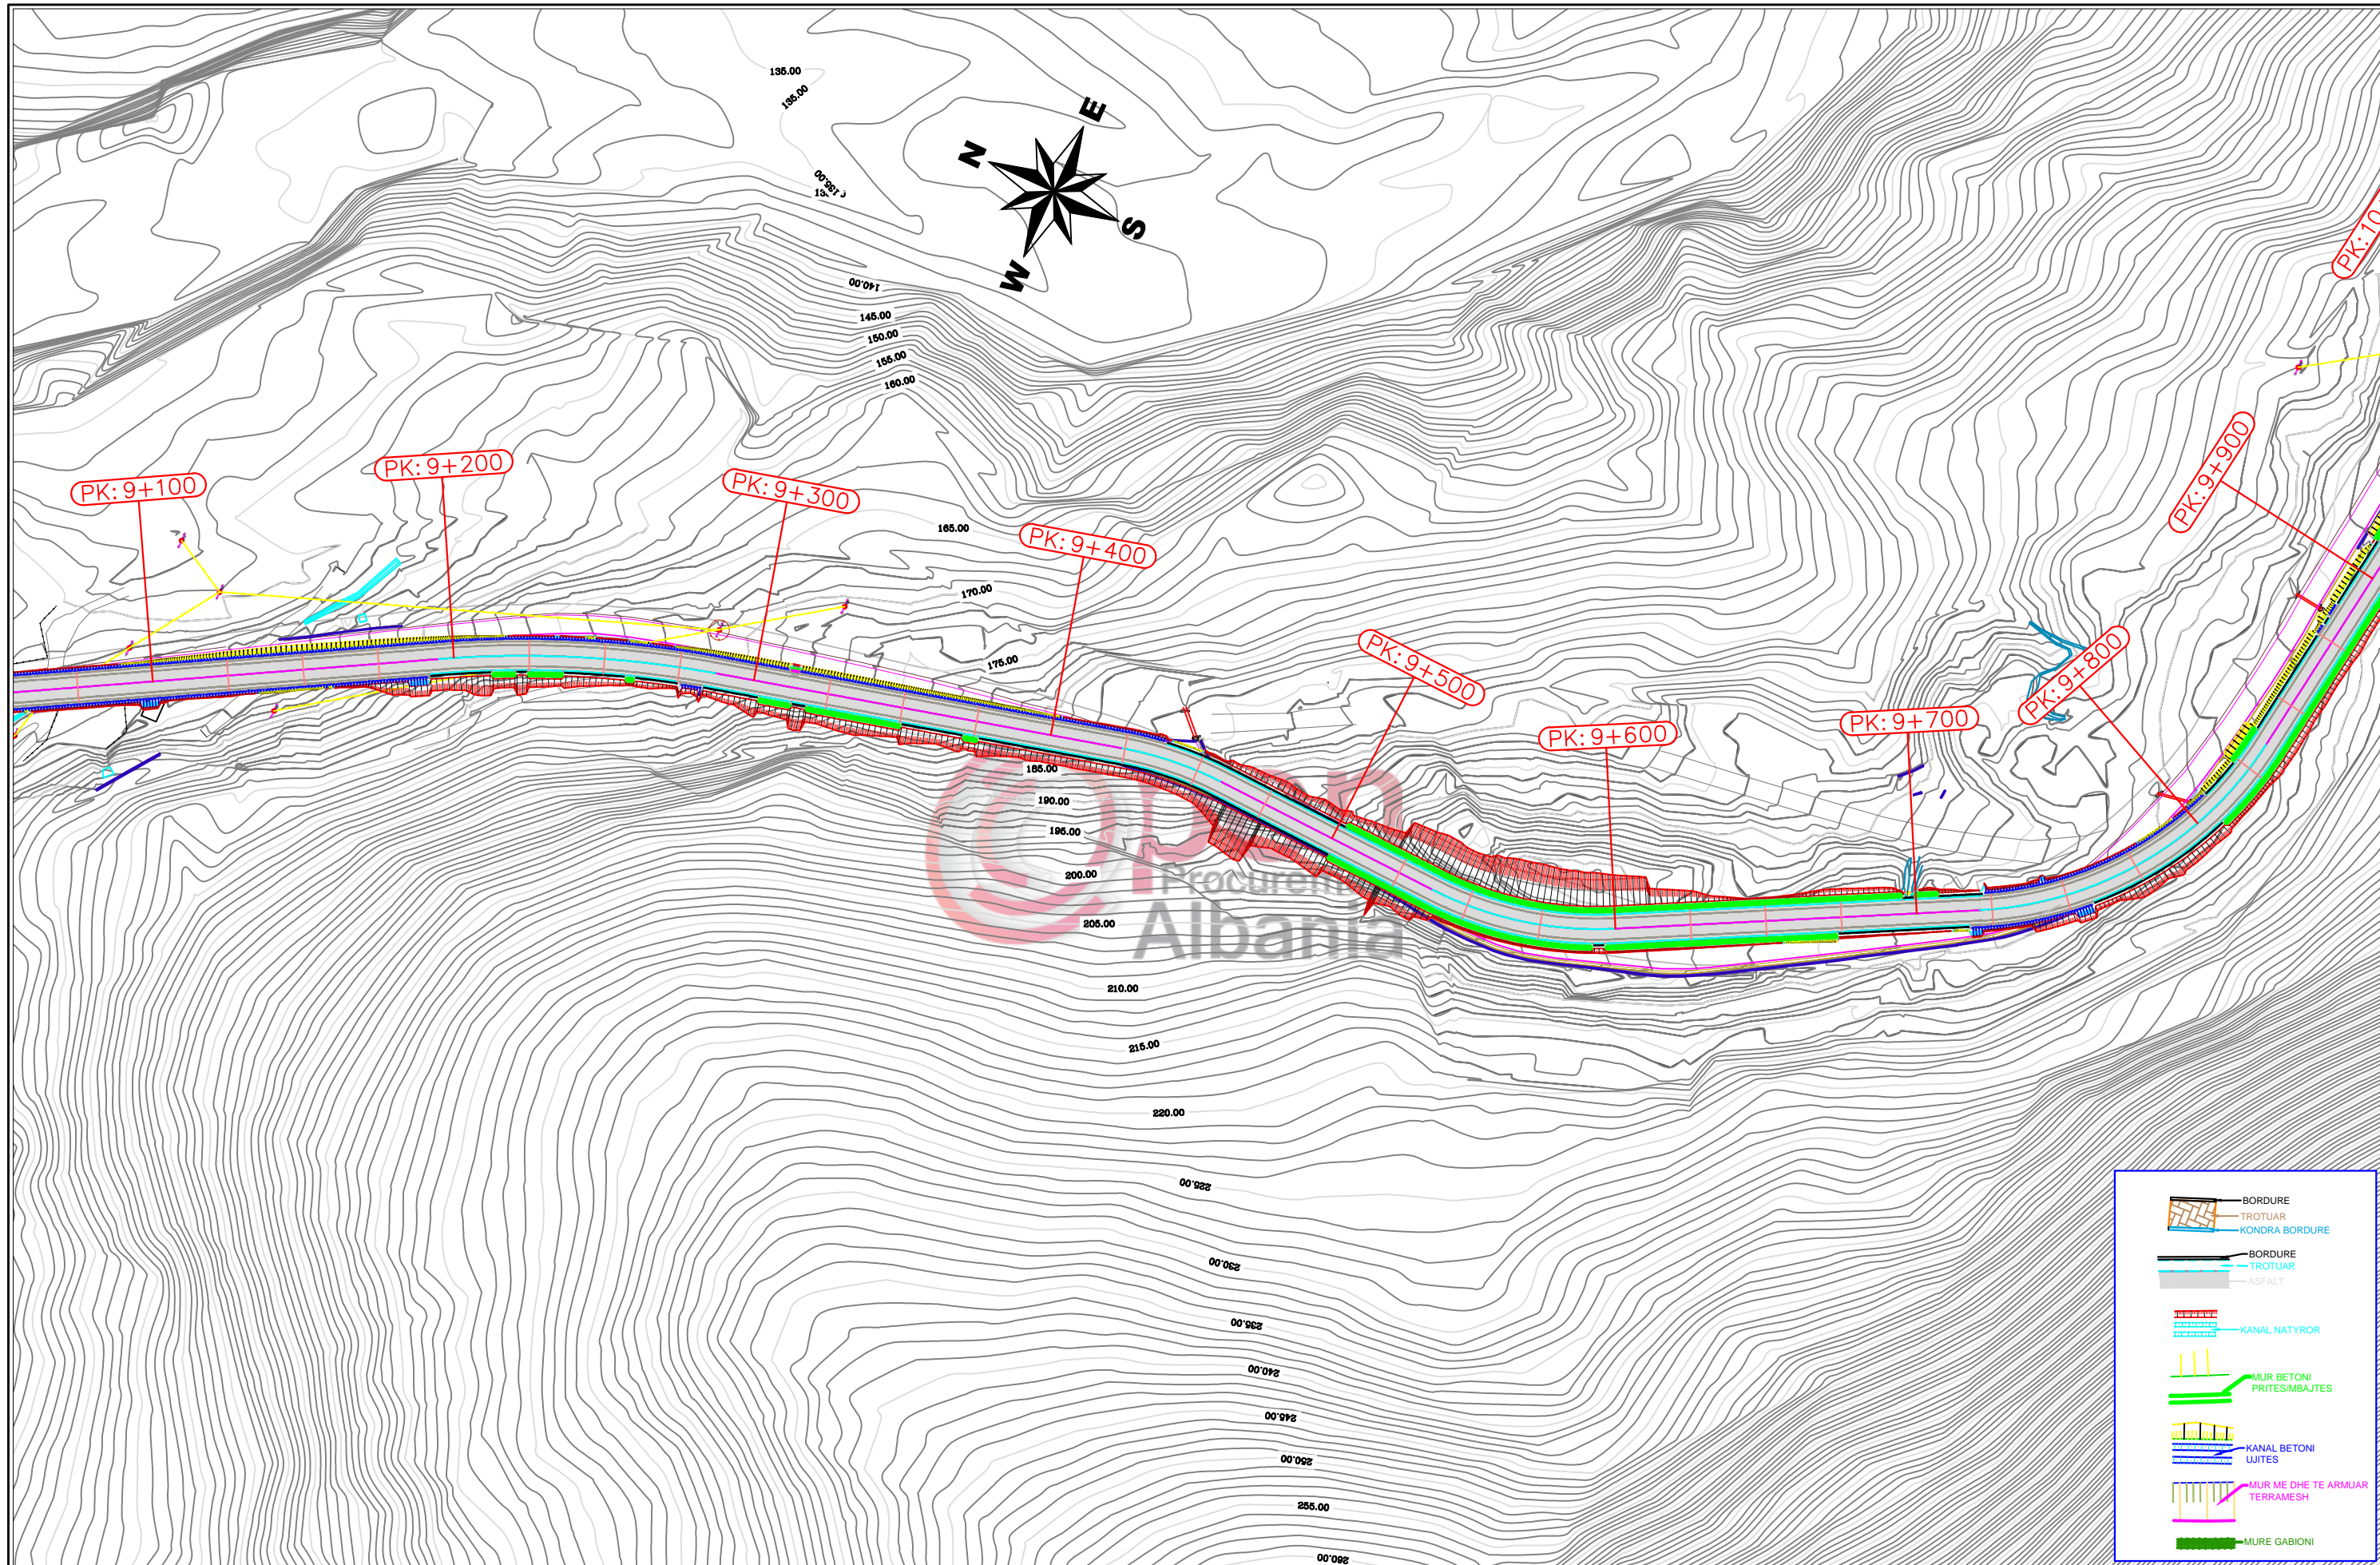 135.00
135.00
E
N
135.00
S
W
140.00
145.00
150.00
155.00
160.00
PK:9+100
PK:9+200
PK:9+300
PK:9+400
PK:9+500
PK:9+600
PK:9+700
PK:9+800
PK:9+900
165.00
170.00
175.00
185.00
190.00
195.00
200.00
205.00
210.00
215.00
220.00
225.00
230.00
235.00
240.00
245.00
250.00
255.00
260.00
Open
Albania
BORDURE
TROTUAR
KONDRA BORDURE
BORDURE
TROTUAR
ASFALT
KANAL NATYROR
MUR BETONI
PRITES/MBAJTES
KANAL BETONI
UJITES
MUR ME DHE TE ARMUAR
TERRAMESH
MURE GABIONI